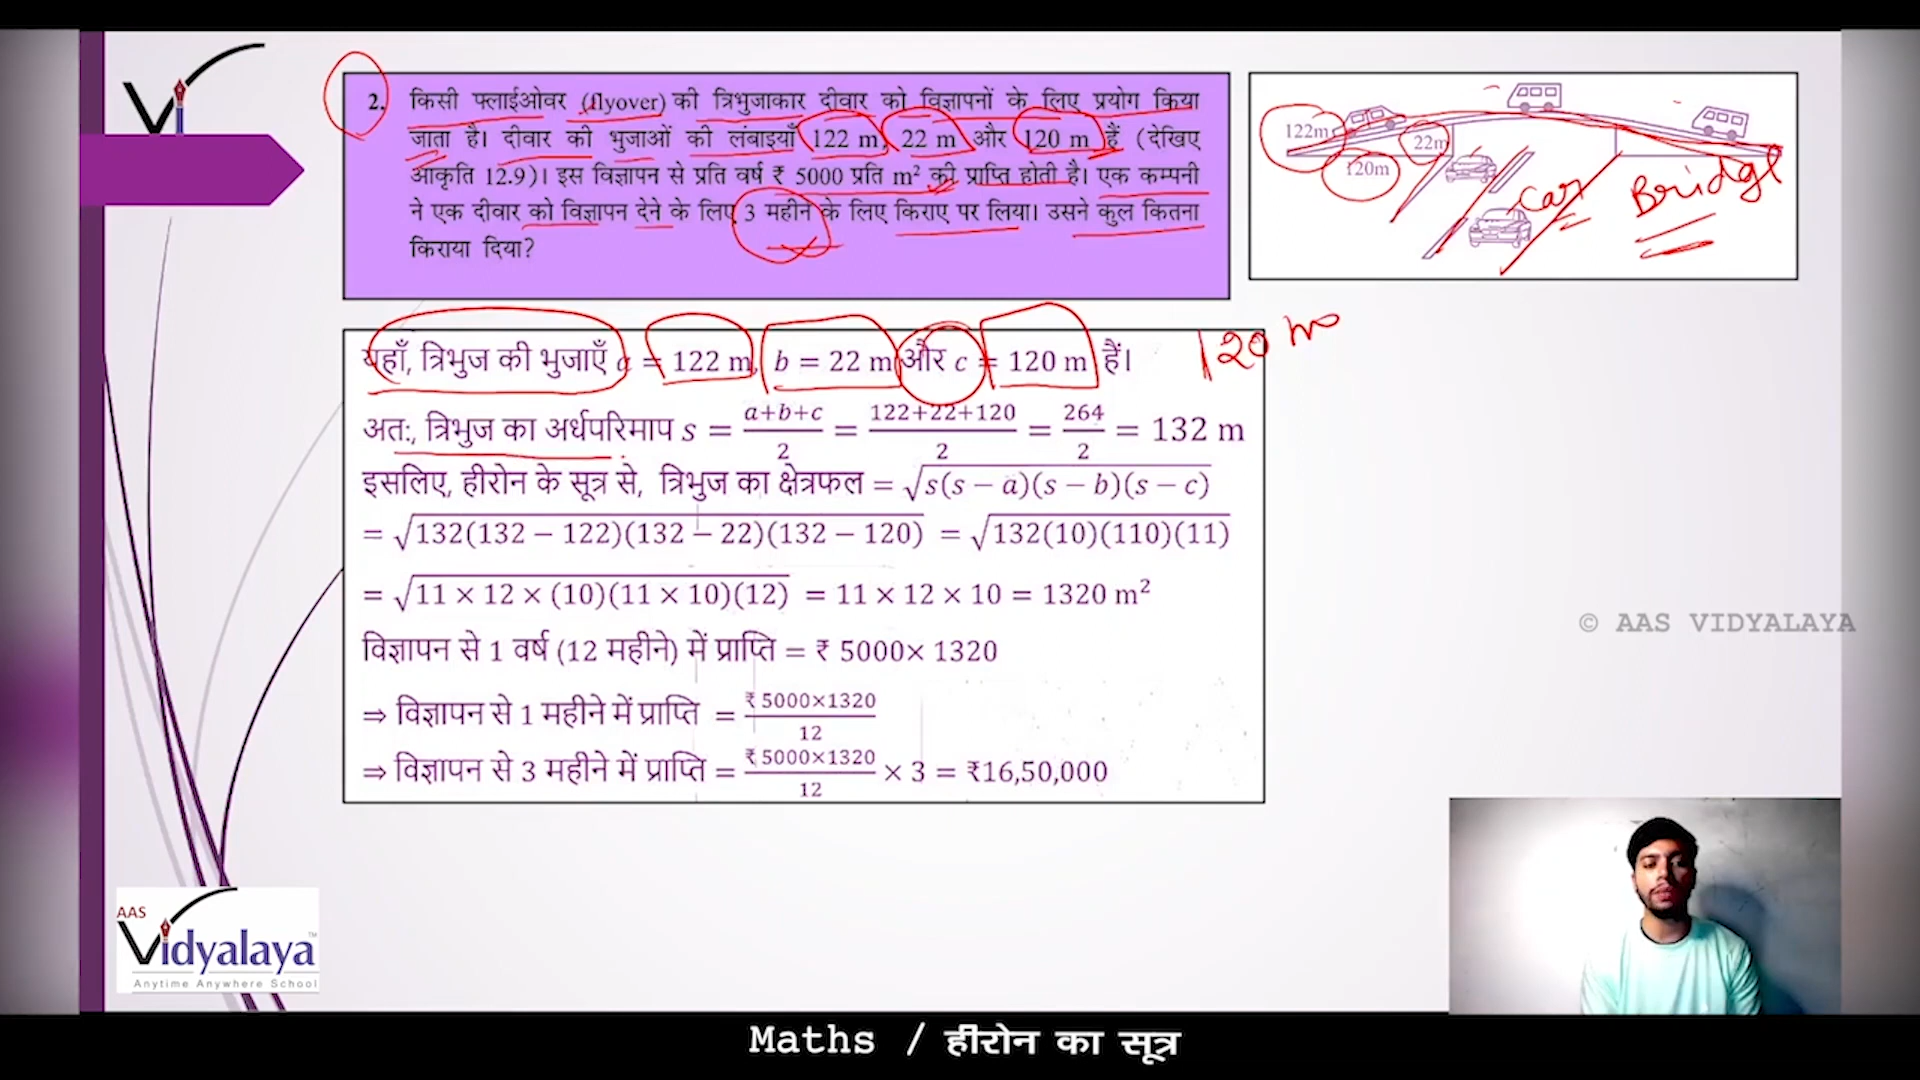 2. किसी फ्लाईओवर (flyover) की त्रिभुजाकार दीवार को विज्ञापनों के लिए प्रयोग किया
जाता है। दीवार की भुजाओं की लंबाइयाँ 122 m, 22 m और 120 m हैं (देखिए
आकृति 12.9)। इस विज्ञापन से प्रति वर्ष ₹ 5000 प्रति m² की प्राप्ति होती है। एक कम्पनी
ने एक दीवार को विज्ञापन देने के लिए 3 महीने के लिए किराए पर लिया। उसने कुल कितना
किराया दिया?
122m
22m
120m
Car
Bridge
यहाँ, त्रिभुज की भुजाएँ a = 122 m, b = 22 m और c = 120 m हैं।
120 m
अतः, त्रिभुज का अर्धपरिमाप s = (a+b+c)/2 = (122+22+120)/2 = 264/2 = 132 m
इसलिए, हीरोन के सूत्र से, त्रिभुज का क्षेत्रफल = √s(s − a)(s − b)(s − c)
= √132(132 − 122)(132 − 22)(132 − 120) = √132(10)(110)(11)
= √11 × 12 × (10)(11 × 10)(12) = 11 × 12 × 10 = 1320 m²
विज्ञापन से 1 वर्ष (12 महीने) में प्राप्ति = ₹ 5000× 1320
⇒ विज्ञापन से 1 महीने में प्राप्ति = ₹ 5000×1320/12
⇒ विज्ञापन से 3 महीने में प्राप्ति = ₹ 5000×1320/12 × 3 = ₹16,50,000
© AAS VIDYALAYA
AAS
Vidyalaya™
Anytime Anywhere School
Maths / हीरोन का सूत्र